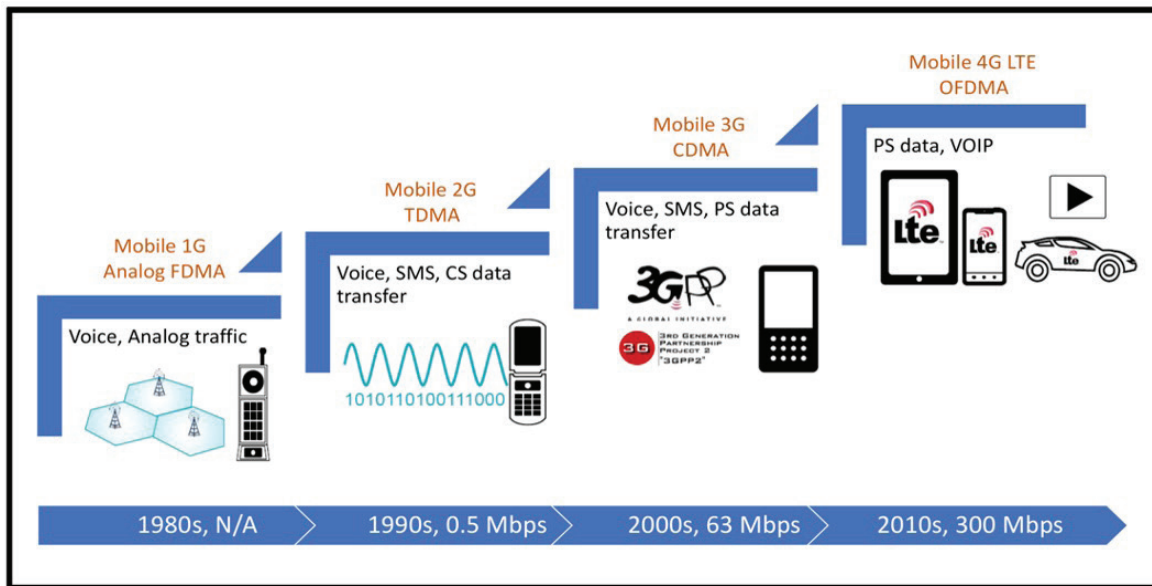 Mobile 1G
Analog FDMA
Voice, Analog traffic
Mobile 2G
TDMA
Voice, SMS, CS data
transfer
1010110100111000
Mobile 3G
CDMA
Voice, SMS, PS data
transfer
3GPP™
A GLOBAL INITIATIVE
3G
3RD GENERATION
PARTNERSHIP
PROJECT 2
"3GPP2"
Mobile 4G LTE
OFDMA
PS data, VOIP
Lte
Lte
Lte
1980s, N/A
1990s, 0.5 Mbps
2000s, 63 Mbps
2010s, 300 Mbps